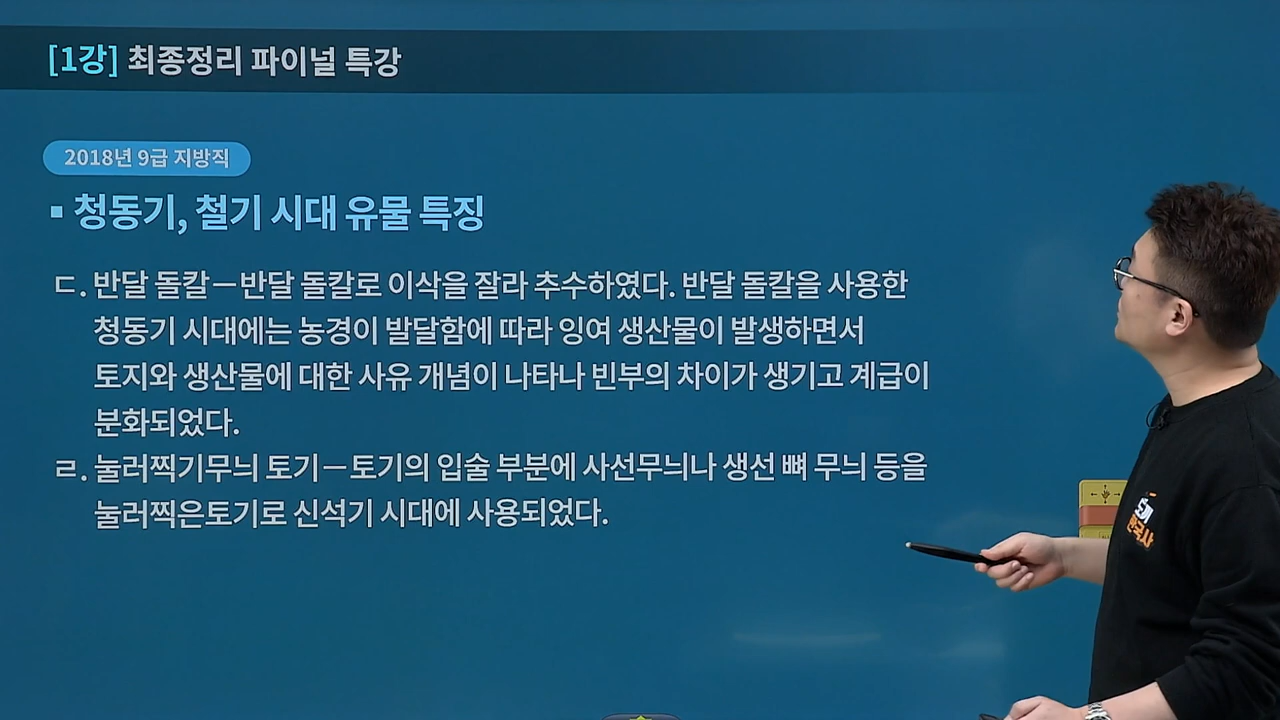 [1강] 최종정리 파이널 특강
2018년 9급 지방직
▪ 청동기, 철기 시대 유물 특징
ㄷ. 반달 돌칼－반달 돌칼로 이삭을 잘라 추수하였다. 반달 돌칼을 사용한
청동기 시대에는 농경이 발달함에 따라 잉여 생산물이 발생하면서
토지와 생산물에 대한 사유 개념이 나타나 빈부의 차이가 생기고 계급이
분화되었다.
ㄹ. 눌러찍기무늬 토기－토기의 입술 부분에 사선무늬나 생선 뼈 무늬 등을
눌러찍은토기로 신석기 시대에 사용되었다.
한국사